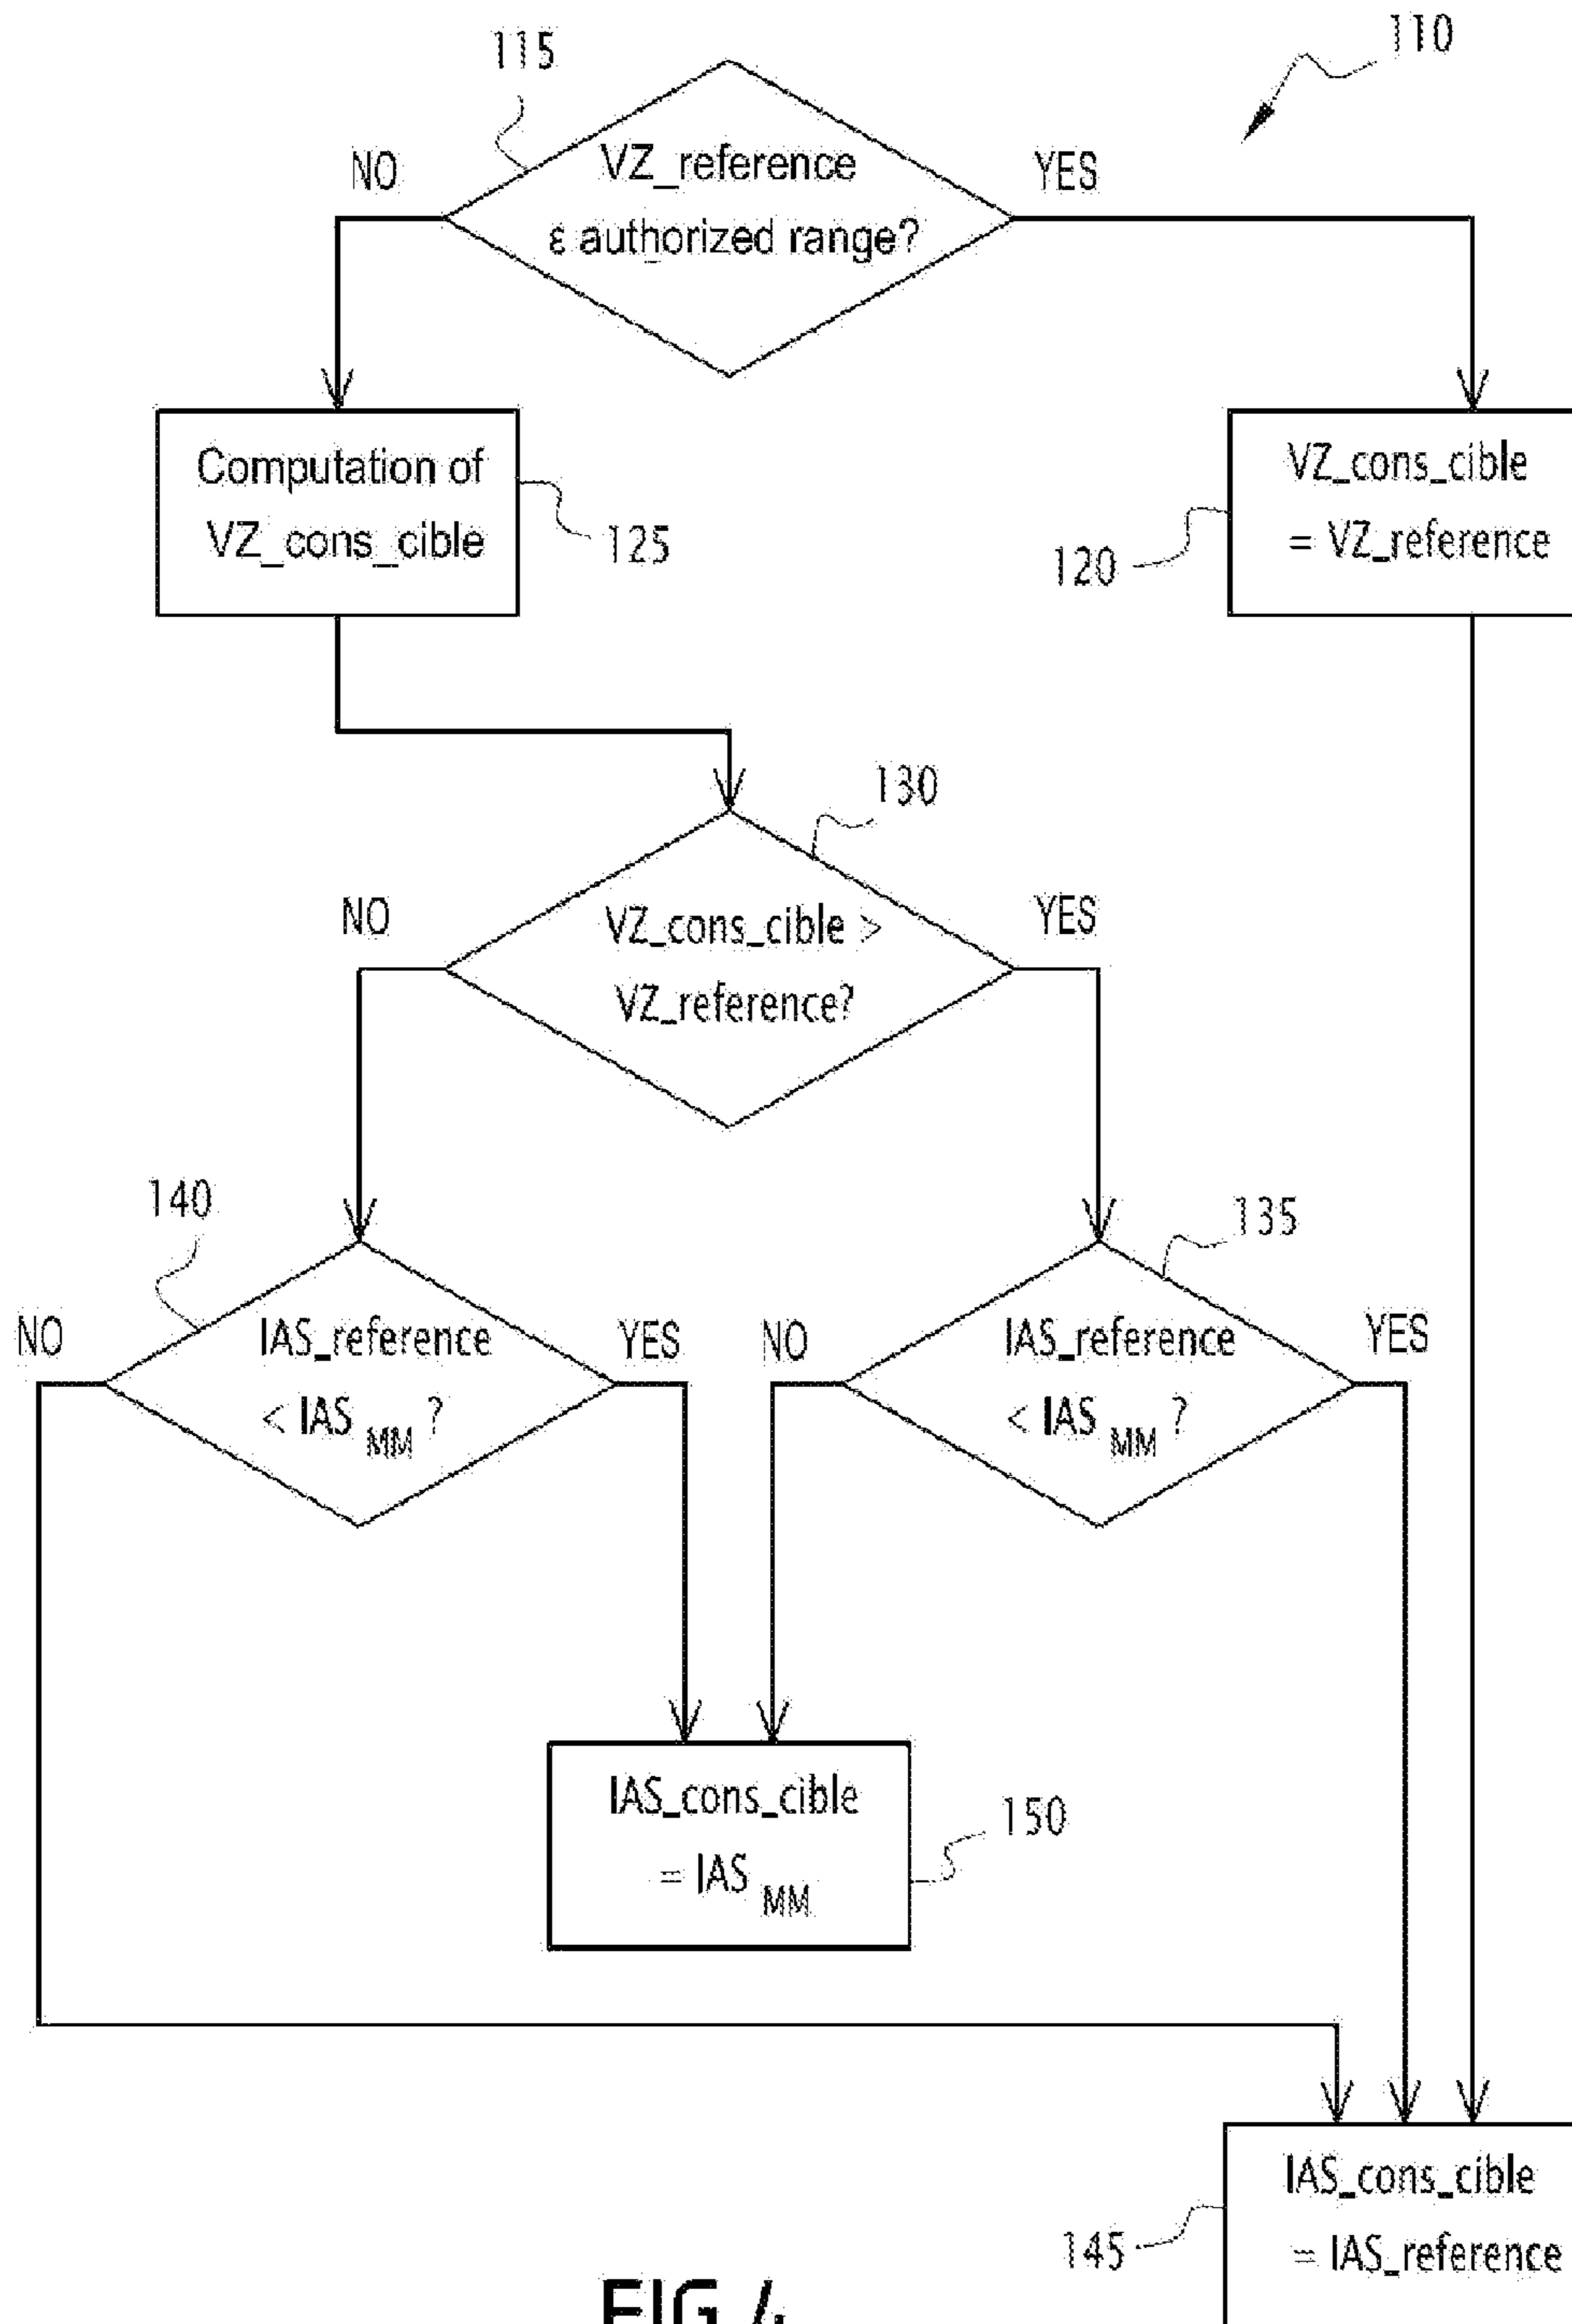 110
115
NO
YES
VZ_reference
ε authorized range?
Computation of
VZ_cons_cible
125
VZ_cons_cible
= VZ_reference
120
130
NO
YES
VZ_cons_cible >
VZ_reference?
140
135
NO
IAS_reference
< IAS MM ?
YES
NO
IAS_reference
< IAS MM ?
YES
IAS_cons_cible
= IAS MM
150
IAS_cons_cible
= IAS_reference
145
FIG.4